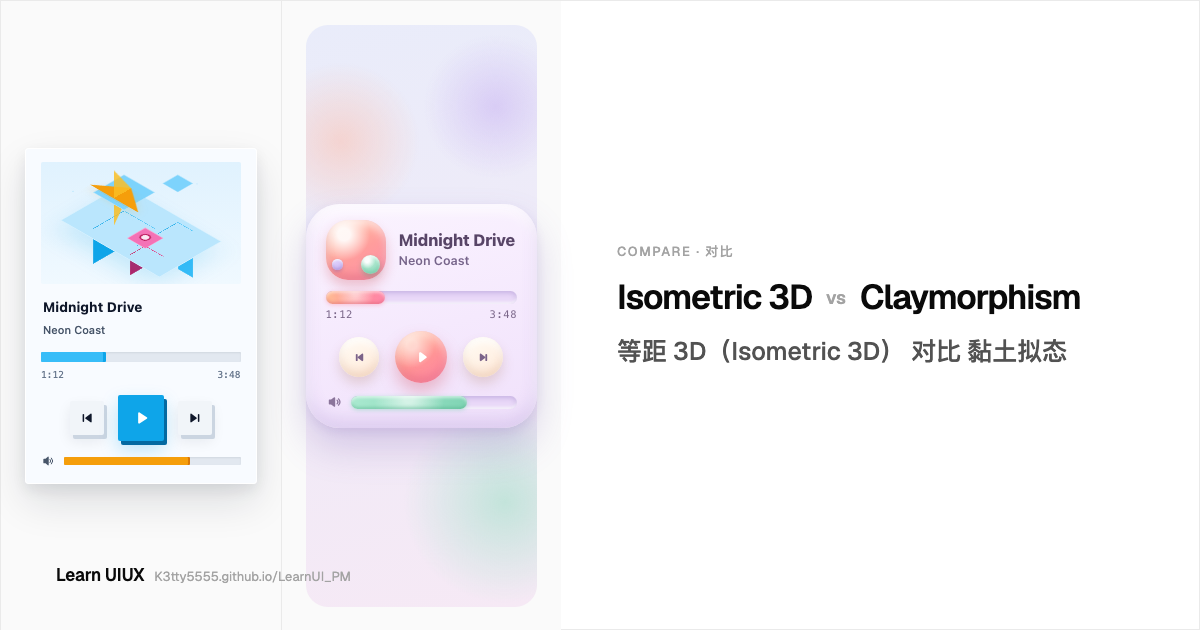 Midnight Drive
Neon Coast
1:12 3:48
Midnight Drive
Neon Coast
1:12 3:48
COMPARE · 对比
Isometric 3D vs Claymorphism
等距 3D（Isometric 3D） 对比 黏土拟态
Learn UIUX K3tty5555.github.io/LearnUI_PM